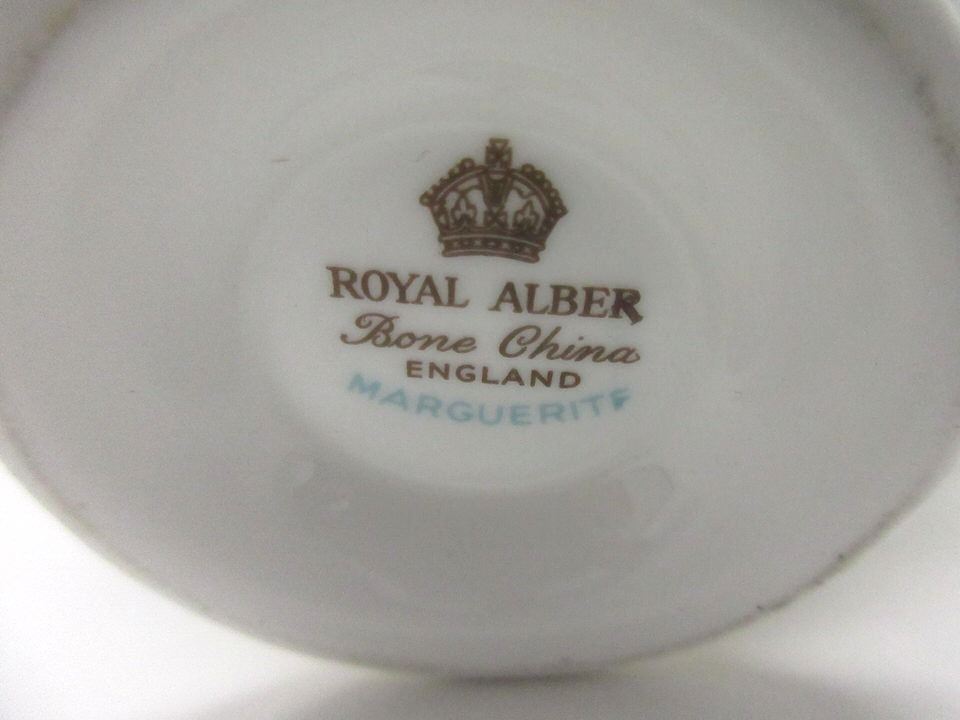 ROYAL ALBER
Bone China
ENGLAND
MARGUERITE